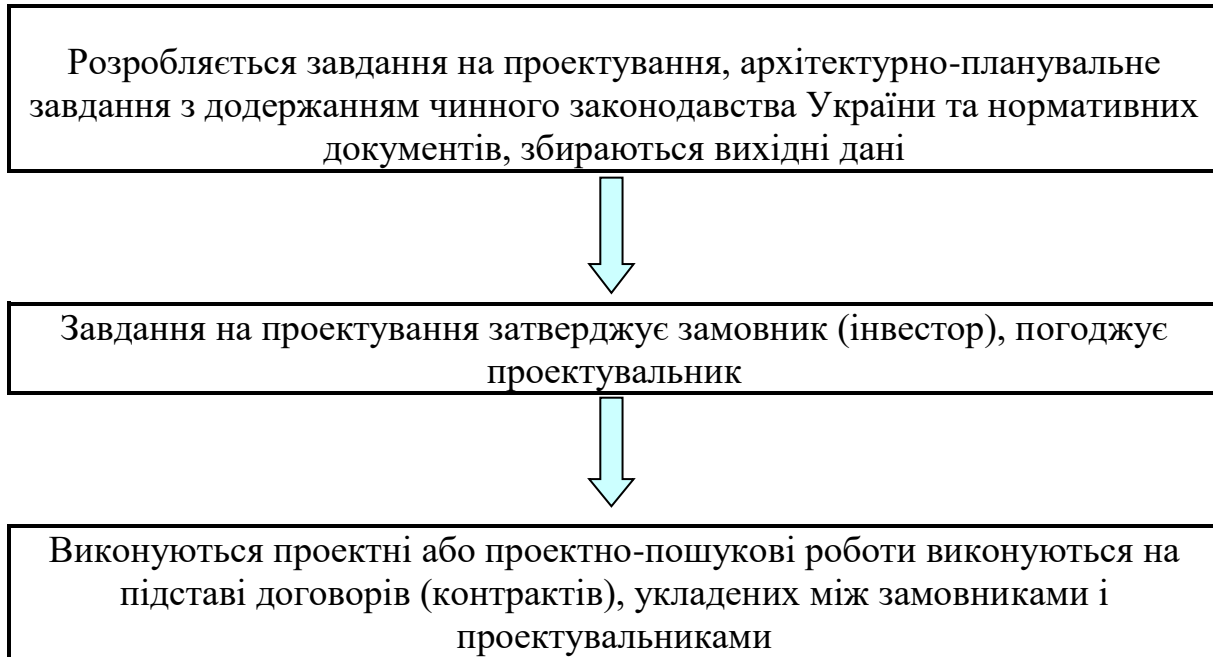 Розробляється завдання на проектування, архітектурно-планувальне
завдання з додержанням чинного законодавства України та нормативних
документів, збираються вихідні дані
Завдання на проектування затверджує замовник (інвестор), погоджує
проектувальник
Виконуються проектні або проектно-пошукові роботи виконуються на
підставі договорів (контрактів), укладених між замовниками і
проектувальниками